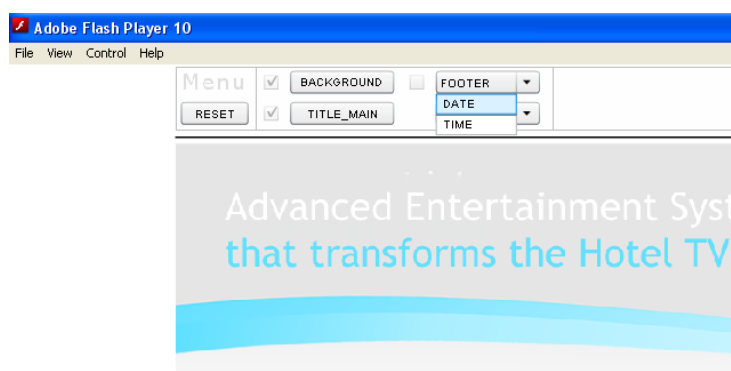 Adobe Flash Player 10
File View Control Help
Menu BACKGROUND FOOTER
DATE
RESET TITLE_MAIN
TIME
Advanced Entertainment Syst
that transforms the Hotel TV